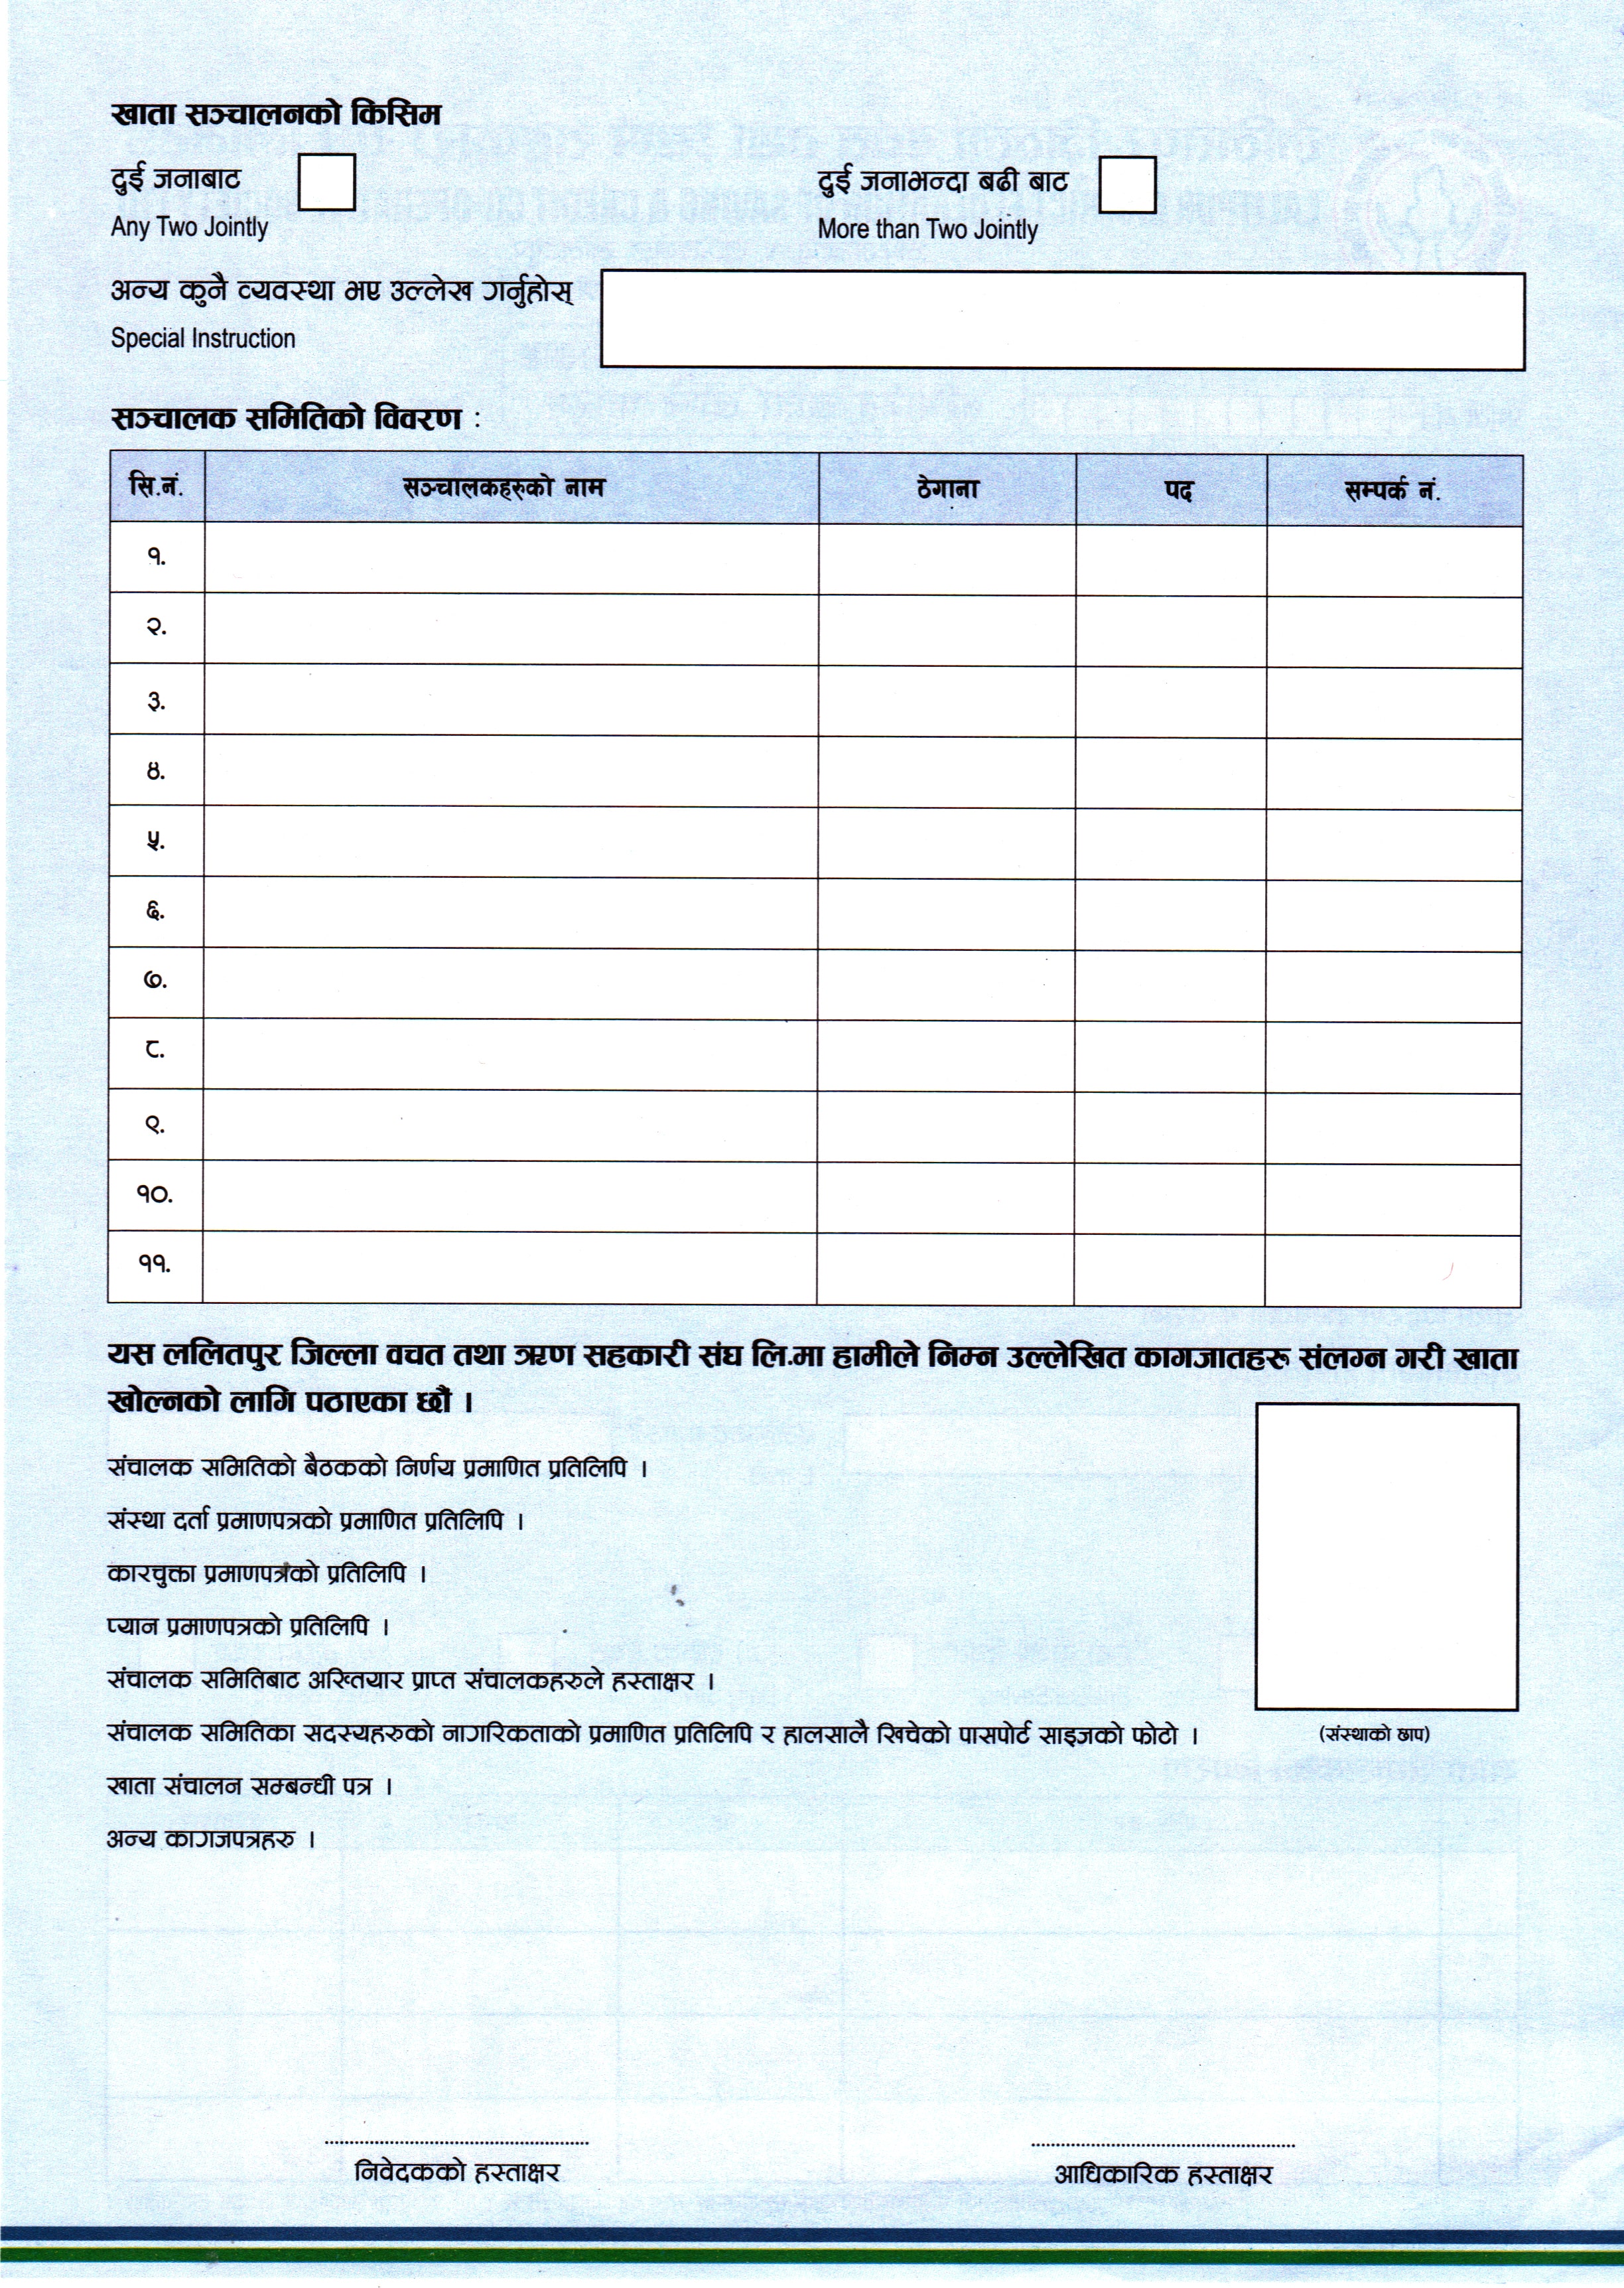 खाता सञ्चालनको किसिम
दुई जनाबाट
दुई जनाभन्दा बढी बाट
Any Two Jointly
More than Two Jointly
अन्य कुनै व्यवस्था भए उल्लेख गर्नुहोस्
Special Instruction
सञ्चालक समितिको विवरण :
सि.नं. सञ्चालकहरुको नाम ठेगाना पद सम्पर्क नं.
१.
२.
३.
४.
५.
६.
७.
८.
९.
१०.
११.
यस ललितपुर जिल्ला वचत तथा ऋण सहकारी संघ लि.मा हामीले निम्न उल्लेखित कागजातहरू संलग्न गरी खाता
खोल्नको लागि पठाएका छौं ।
संचालक समितिको बैठकको निर्णय प्रमाणित प्रतिलिपि ।
संस्था दर्ता प्रमाणपत्रको प्रमाणित प्रतिलिपि ।
कारचुक्ता प्रमाणपत्रको प्रतिलिपि ।
प्यान प्रमाणपत्रको प्रतिलिपि ।
संचालक समितिबाट अख्तियार प्राप्त संचालकहरुले हस्ताक्षर ।
संचालक समितिका सदस्यहरुको नागरिकताको प्रमाणित प्रतिलिपि र हालसालै खिचेको पासपोर्ट साइजको फोटो ।
(संस्थाको छाप)
खाता संचालन सम्बन्धी पत्र ।
अन्य कागजपत्रहरु ।
निवेदकको हस्ताक्षर
आधिकारिक हस्ताक्षर